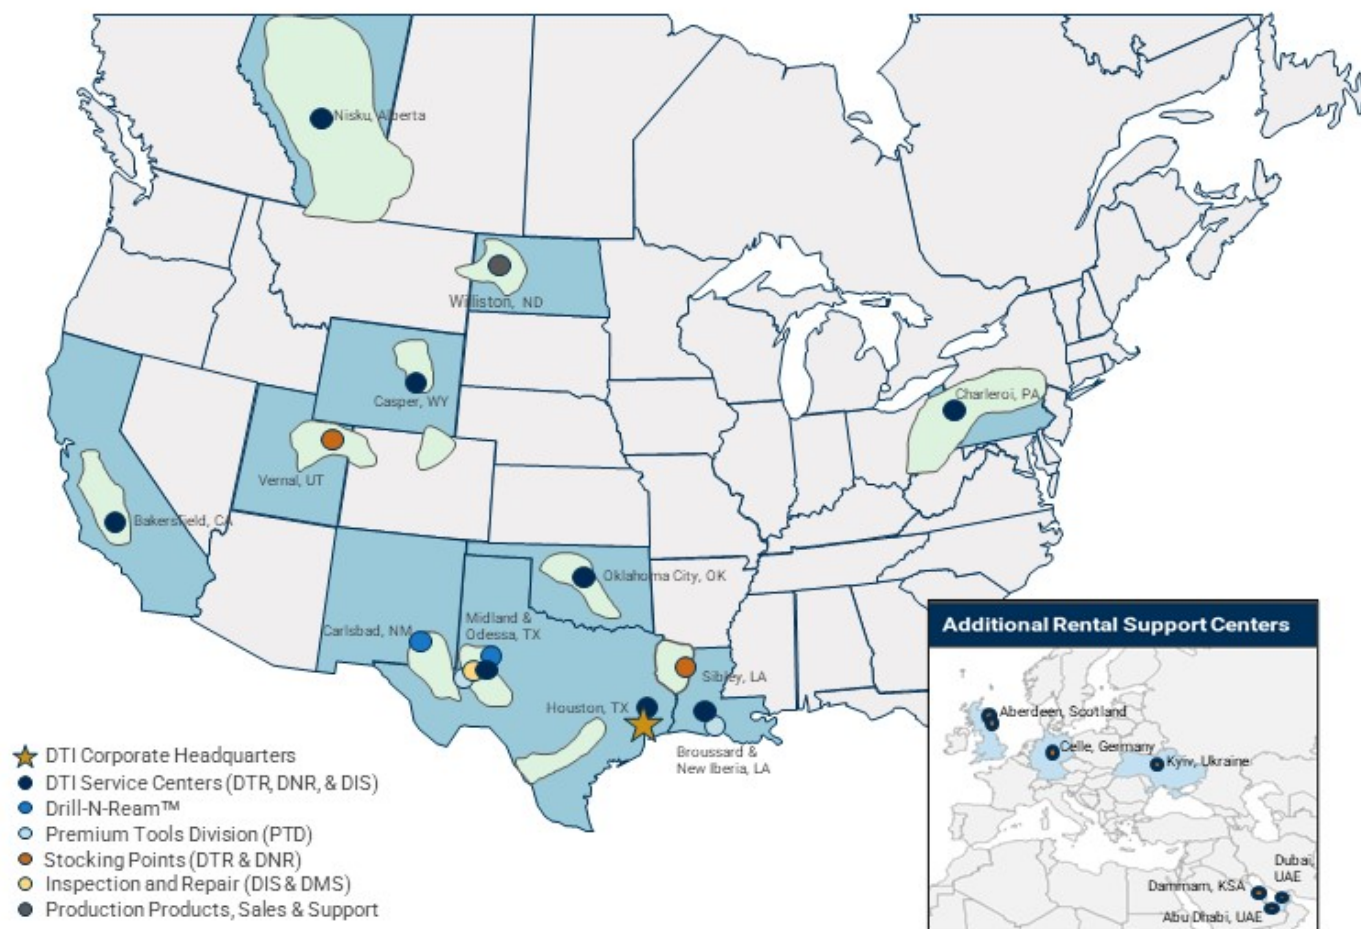 Nisku, Alberta
Williston, ND
Casper, WY
Charleroi, PA
Vernal, UT
Bakersfield, CA
Oklahoma City, OK
Midland &
Odessa, TX
Carlsbad, NM
Sibley, LA
Houston, TX
Broussard &
New Iberia, LA
DTI Corporate Headquarters
DTI Service Centers (DTR, DNR, & DIS)
Drill-N-Ream™
Premium Tools Division (PTD)
Stocking Points (DTR & DNR)
Inspection and Repair (DIS & DMS)
Production Products, Sales & Support
Additional Rental Support Centers
Aberdeen, Scotland
Celle, Germany
Kyiv, Ukraine
Dubai,
UAE
Dammam, KSA
Abu Dhabi, UAE